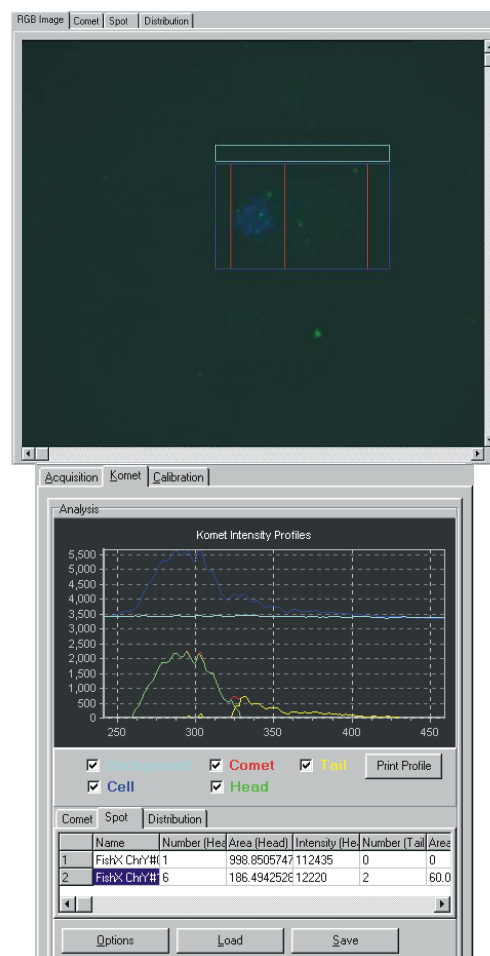 RGB Image Comet Spot Distribution
Acquisition Komet Calibration
Analysis
Komet Intensity Profiles
5,500
5,000
4,500
4,000
3,500
3,000
2,500
2,000
1,500
1,000
500
0
250 300 350 400 450
Background Comet Tail Print Profile
Cell Head
Comet Spot Distribution
Name Number (Hea Area (Head) Intensity (He Number (Tail Area
1 FishX ChrY#( 1 998.8505747 112435 0 0
2 FishX ChrY# 6 186.4942528 12220 2 60.0
Options Load Save